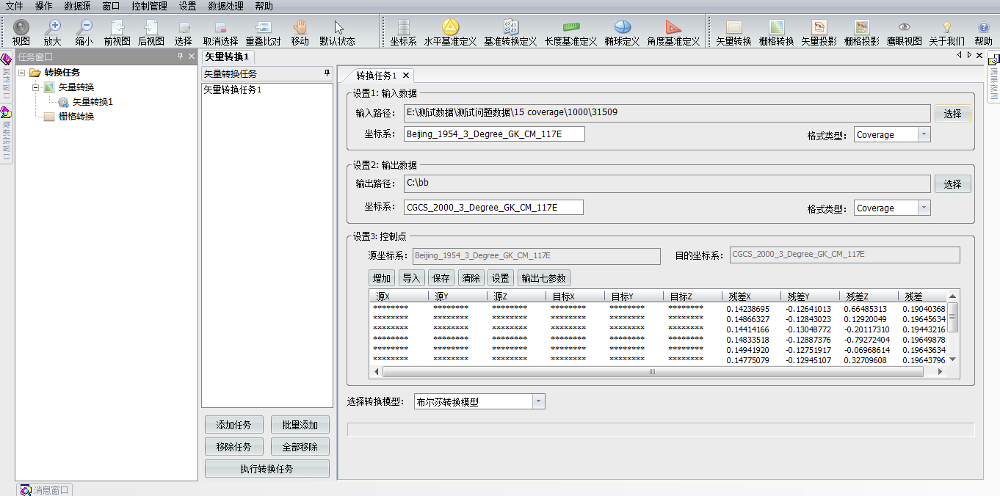 文件 操作 数据源 窗口 控制管理 设置 数据处理 帮助
视图 放大 缩小 前视图 后视图 选择 取消选择 重叠比对 移动 默认状态 坐标系 水平基准定义 基准转换定义 长度基准定义 椭球定义 角度基准定义 矢量转换 栅格转换 矢量投影 栅格投影 鹰眼视图 关于我们 帮助
任务窗口
属性窗口
数据栈窗口
转换任务
矢量转换
矢量转换1
栅格转换
矢量转换1
矢量转换任务
矢量转换任务1
添加任务 批量添加
移除任务 全部移除
执行转换任务
转换任务1
设置1: 输入数据
输入路径: E:\测试数据\测试问题数据\15 coverage\1000\31509 选择
坐标系: Beijing_1954_3_Degree_GK_CM_117E 格式类型: Coverage
设置2: 输出数据
输出路径: C:\bb 选择
坐标系: CGCS_2000_3_Degree_GK_CM_117E 格式类型: Coverage
设置3: 控制点
源坐标系: Beijing_1954_3_Degree_GK_CM_117E 目的坐标系: CGCS_2000_3_Degree_GK_CM_117E
增加 导入 保存 清除 设置 输出七参数
源X 源Y 源Z 目标X 目标Y 目标Z 残差X 残差Y 残差Z 残差
******** ******** ******** ******** ******** ******** 0.14238695 -0.12641013 0.66485313 0.19040368
******** ******** ******** ******** ******** ******** 0.14866327 -0.12843023 0.12920049 0.19645634
******** ******** ******** ******** ******** ******** 0.14414166 -0.13048772 -0.20117310 0.19443216
******** ******** ******** ******** ******** ******** 0.14833518 -0.12887376 -0.79272404 0.19649878
******** ******** ******** ******** ******** ******** 0.14941920 -0.12751917 -0.06968614 0.19643634
******** ******** ******** ******** ******** ******** 0.14775079 -0.12945107 0.32709608 0.19643796
选择转换模型: 布尔莎转换模型
鹰眼视图
消息窗口